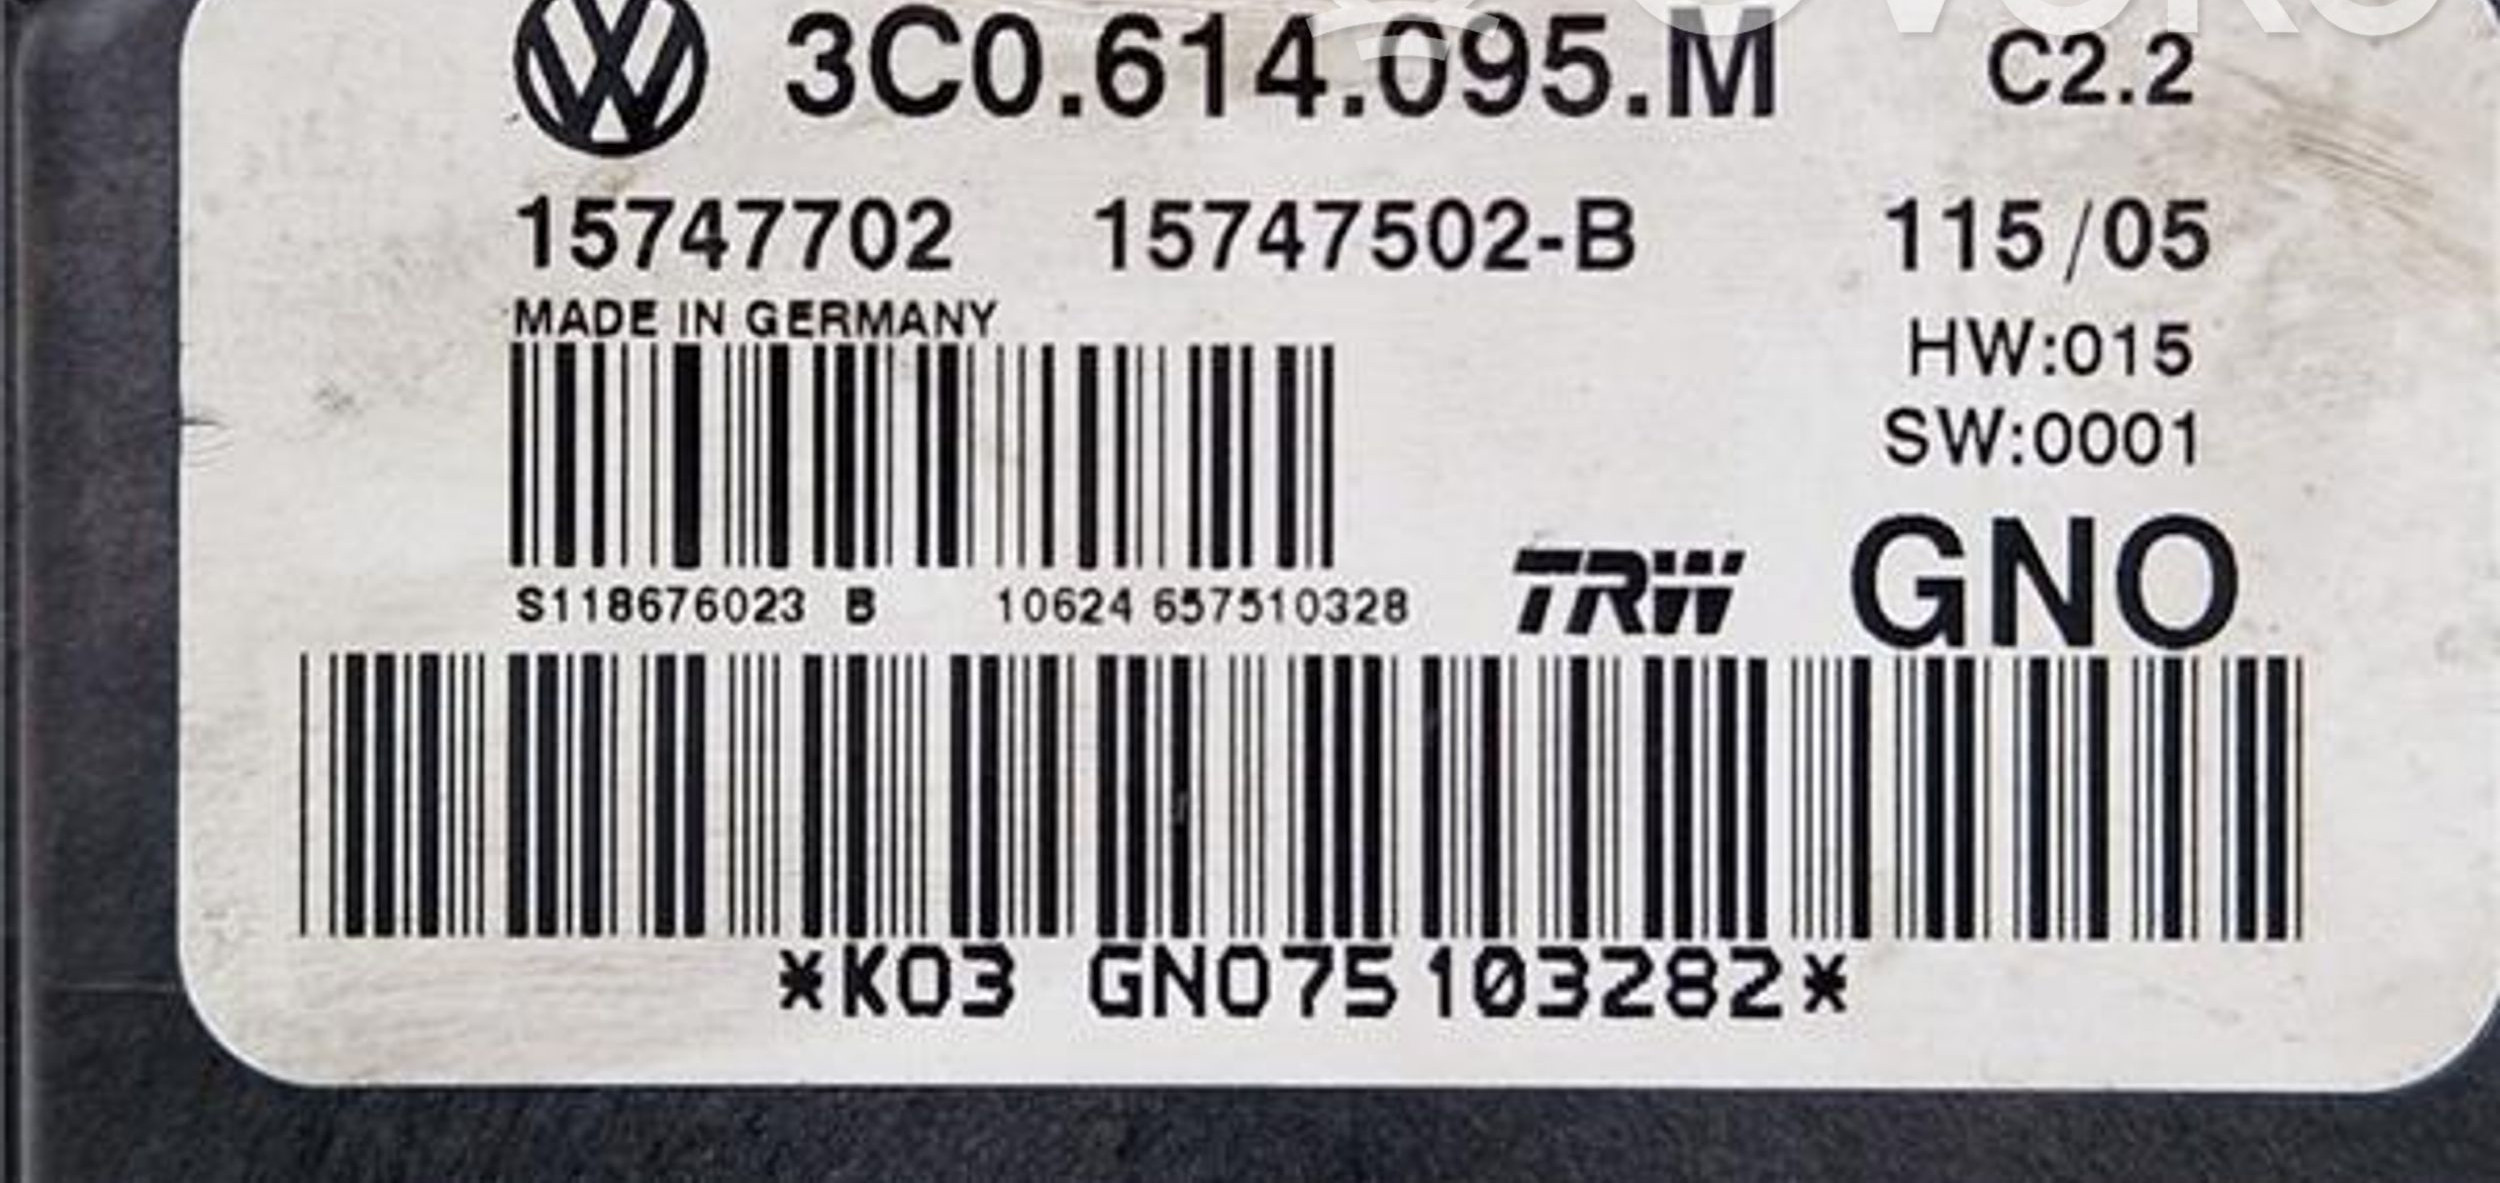 3C0.614.095.M C2.2
15747702 15747502-B 115/05
MADE IN GERMANY
HW:015
SW:0001
S118676023 B 10624 657510328 TRW GNO
*K03 GNO75103282*